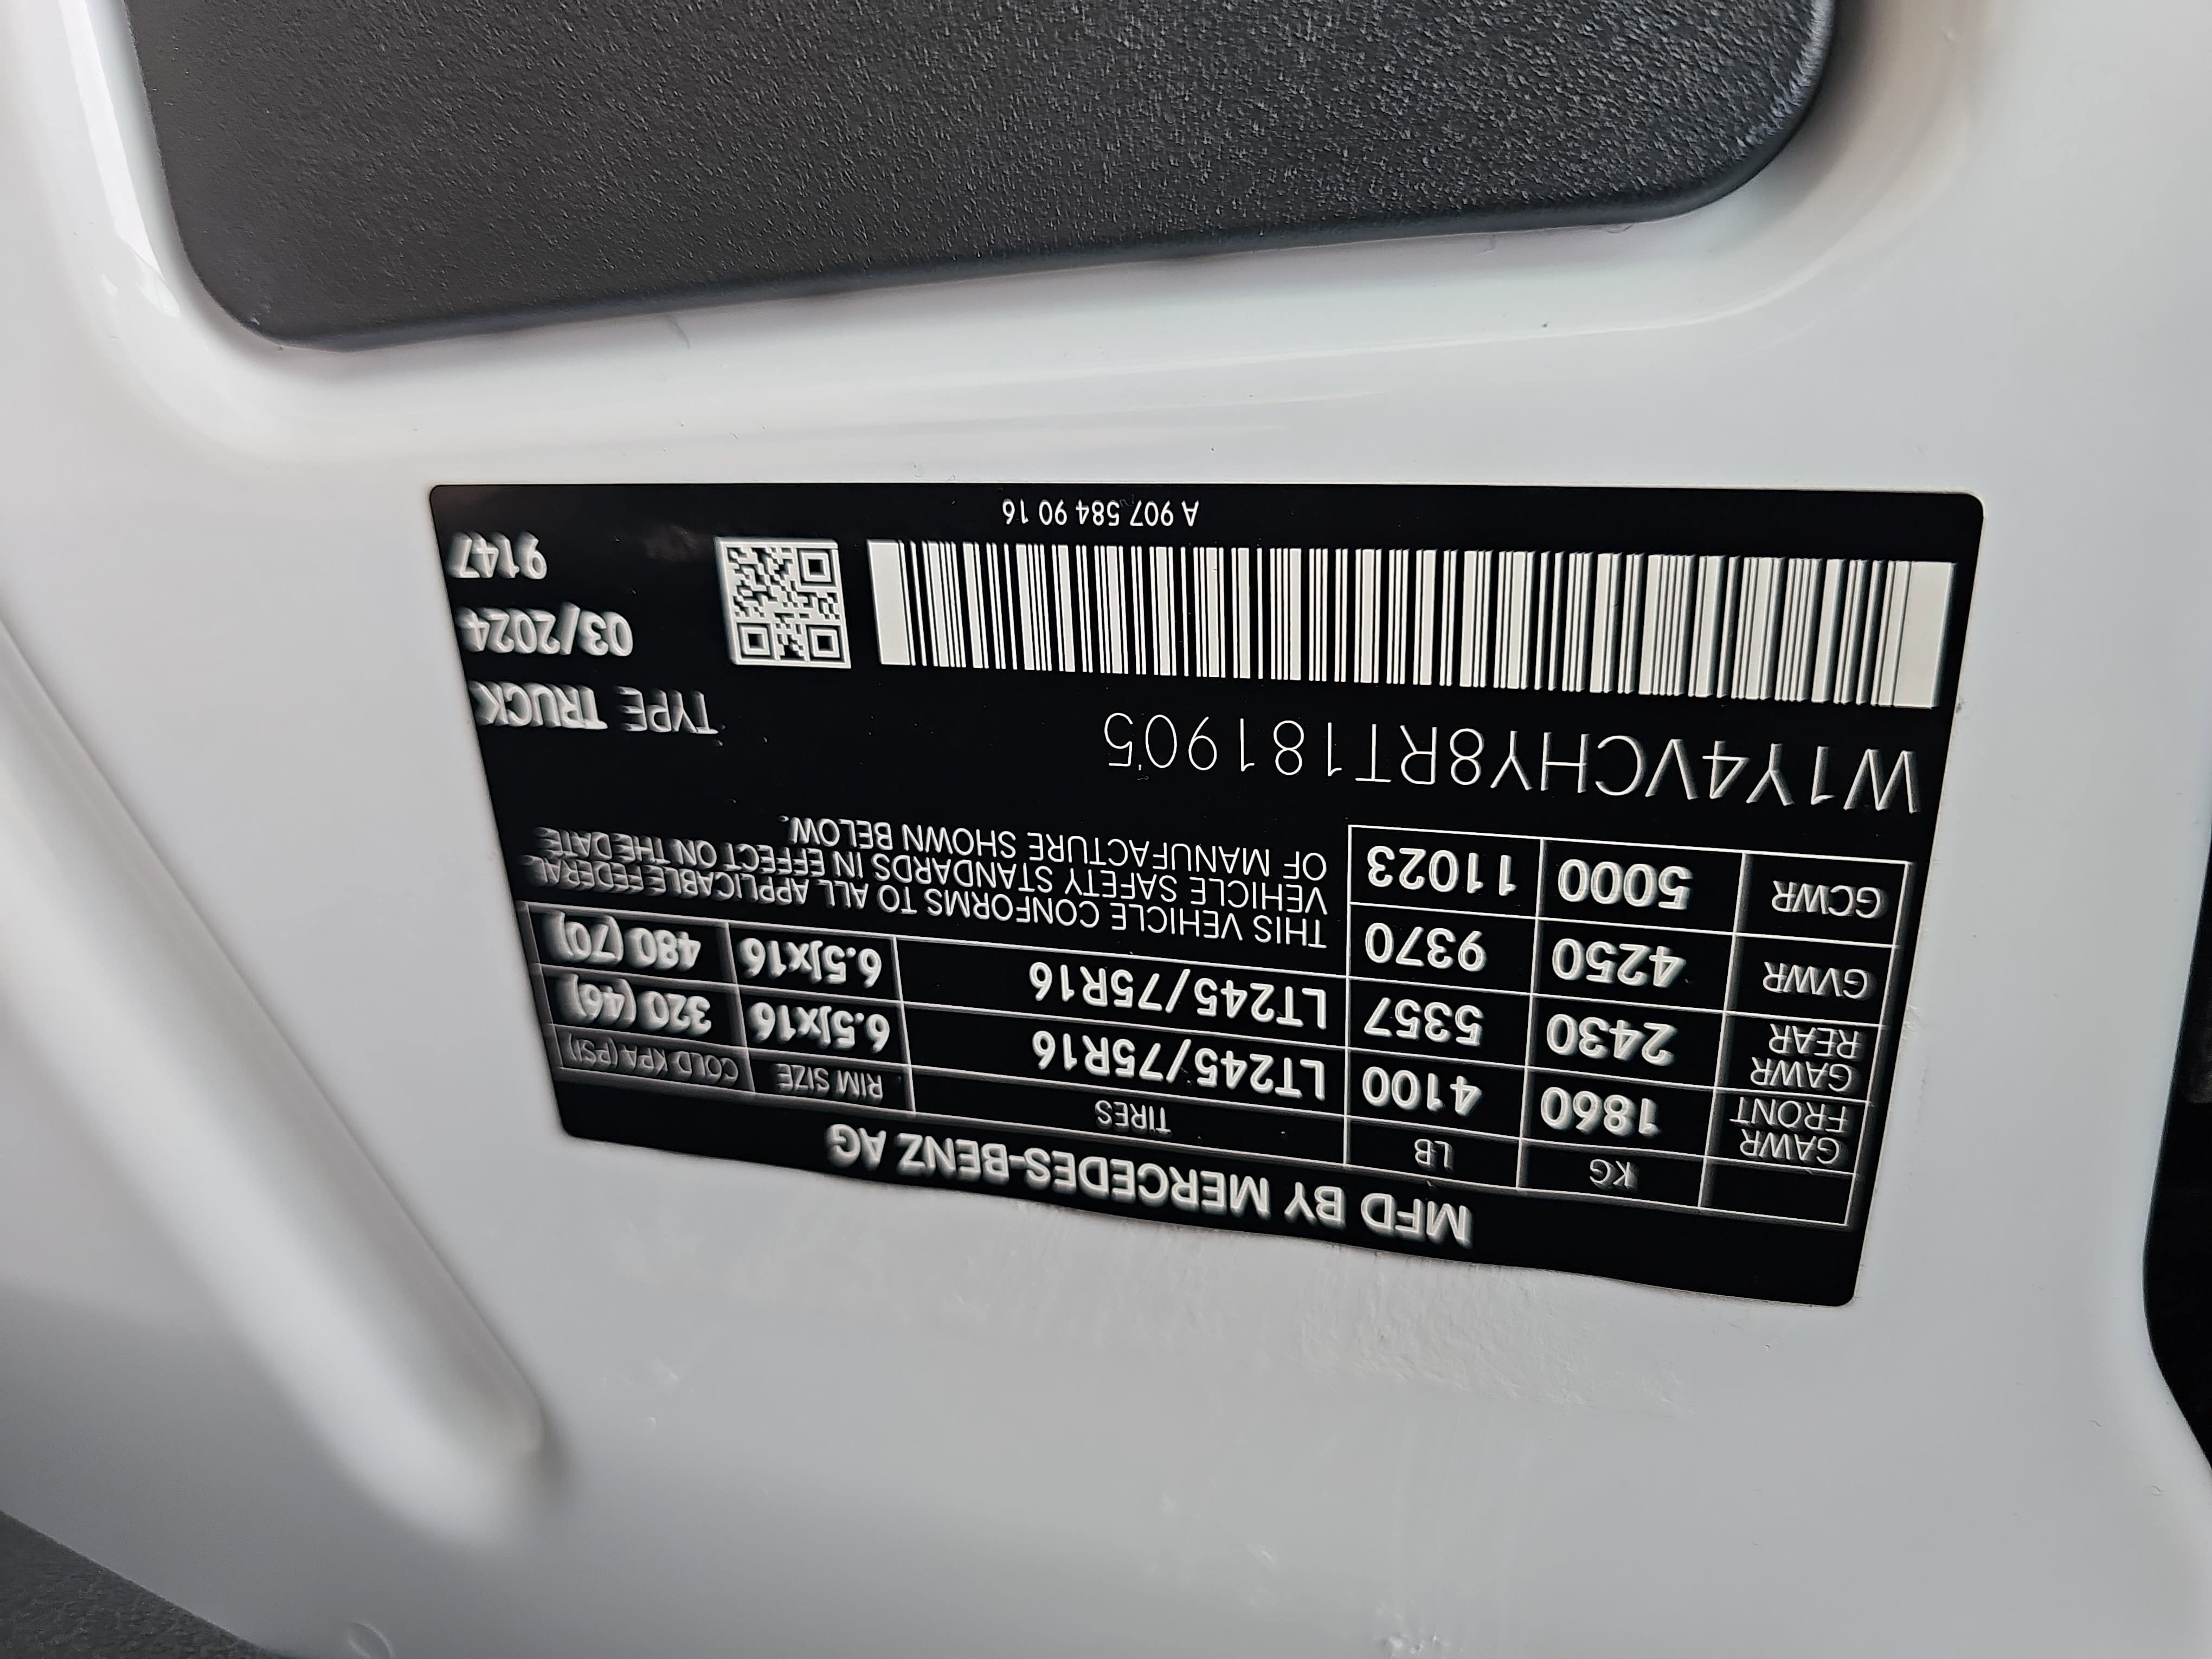 MFD BY MERCEDES-BENZ AG
KG LB TIRES RIM SIZE COLD KPA (PSI)
GAWR FRONT 1860 4100 LT245/75R16 6.5Jx16 320 (46)
GAWR REAR 2430 5357 LT245/75R16 6.5Jx16 480 (70)
GVWR 4250 9370
GCWR 5000 11023
THIS VEHICLE CONFORMS TO ALL APPLICABLE FEDERAL
VEHICLE SAFETY STANDARDS IN EFFECT ON THE DATE
OF MANUFACTURE SHOWN BELOW.
W1Y4VCHY8RT181905
TYPE TRUCK
03/2024
9147
A 907 584 90 16